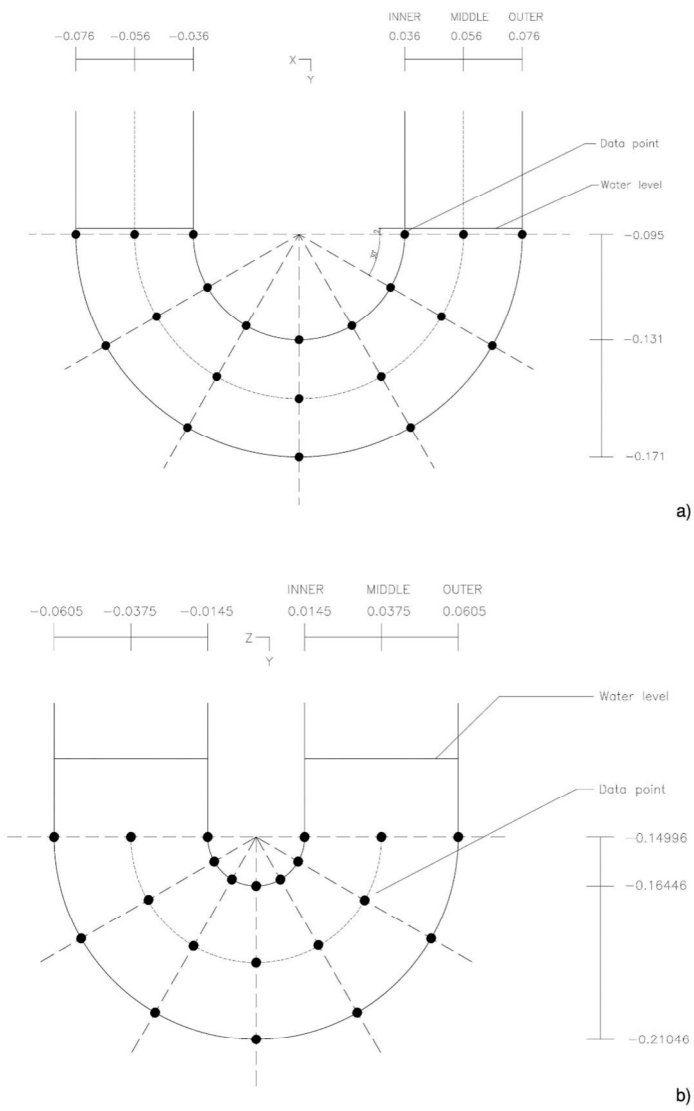 INNER MIDDLE OUTER
-0.076 -0.056 -0.036 0.036 0.056 0.076
X
Y
Data point
Water level
-0.095
-0.131
-0.171
a)
INNER MIDDLE OUTER
-0.0605 -0.0375 -0.0145 0.0145 0.0375 0.0605
Z
Y
Water level
Data point
-0.14996
-0.16446
-0.21046
b)